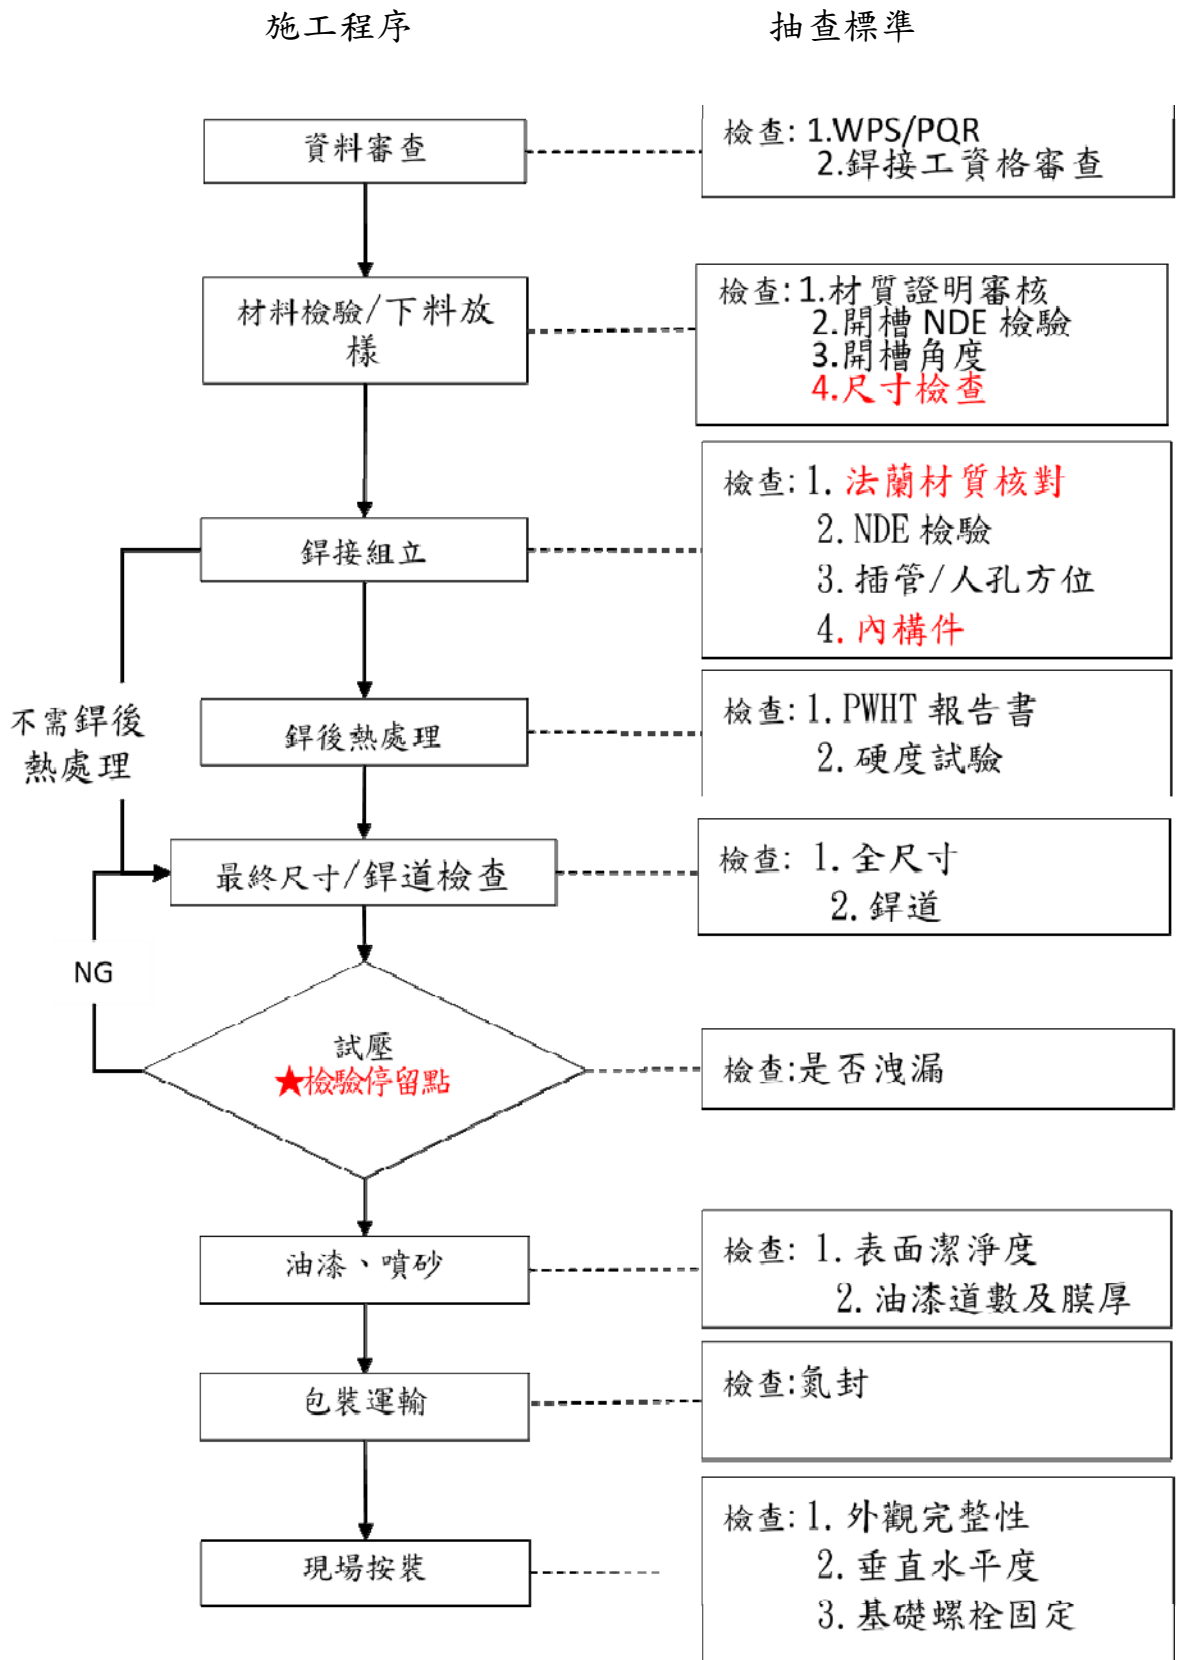 施工程序
抽查標準
資料審查
檢查: 1.WPS/PQR
2.銲接工資格審查
材料檢驗/下料放
樣
檢查: 1.材質證明審核
2.開槽 NDE 檢驗
3.開槽角度
4.尺寸檢查
銲接組立
檢查: 1. 法蘭材質核對
2. NDE 檢驗
3. 插管/人孔方位
4. 內構件
不需銲後
熱處理
銲後熱處理
檢查: 1. PWHT 報告書
2. 硬度試驗
最終尺寸/銲道檢查
檢查: 1. 全尺寸
2. 銲道
NG
試壓
★檢驗停留點
檢查:是否洩漏
油漆、噴砂
檢查: 1. 表面潔淨度
2. 油漆道數及膜厚
包裝運輸
檢查:氮封
現場按裝
檢查: 1. 外觀完整性
2. 垂直水平度
3. 基礎螺栓固定